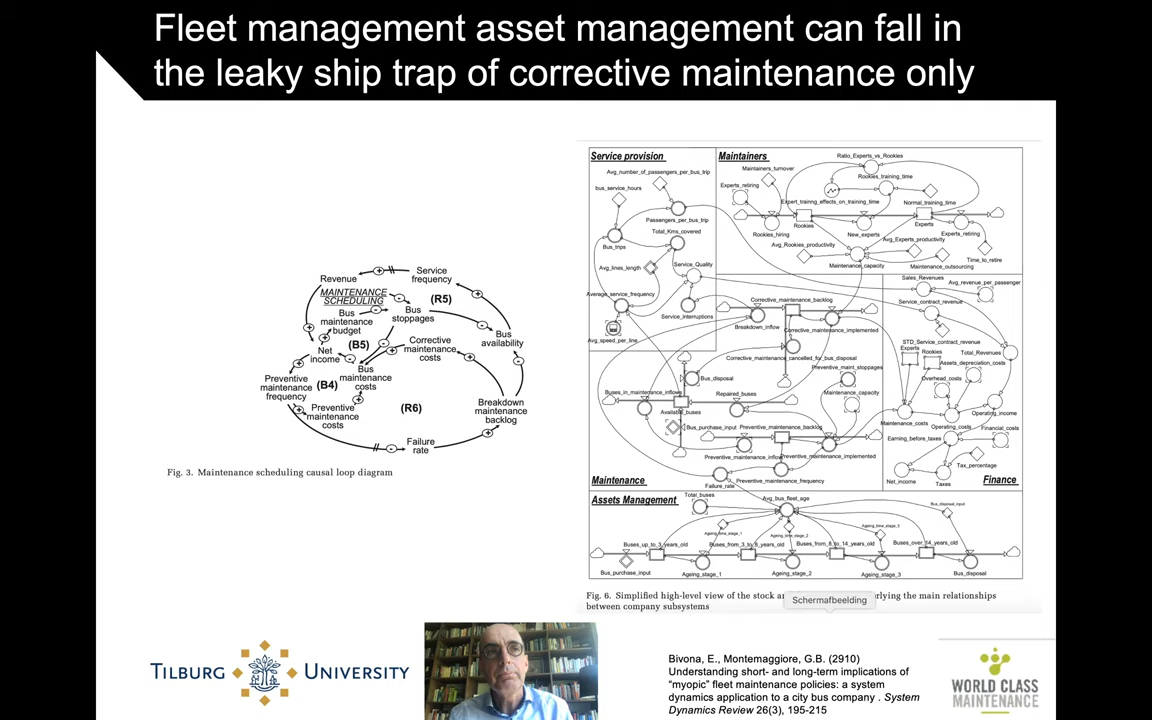 Fleet management asset management can fall in
the leaky ship trap of corrective maintenance only
Revenue
Service
frequency
MAINTENANCE
SCHEDULING
(R5)
Bus
maintenance
budget
Bus
stoppages
(B5)
Net
income
Corrective
maintenance
costs
Bus
availability
Bus
maintenance
costs
Preventive
maintenance
frequency
(B4)
Preventive
maintenance
costs
(R6)
Breakdown
maintenance
backlog
Failure
rate
Fig. 3. Maintenance scheduling causal loop diagram
Service provision
Avg_number_of_passengers_per_bus_trip
bus_service_hours
Passengers_per_bus_trip
Total_Kms_covered
Bus_trips
Avg_lines_length
Service_Quality
Average_service_frequency
Service_interruptions
Avg_speed_per_line
Maintainers
Ratio_Experts_vs_Rookies
Maintainers_turnover
Rookies_training_time
Experts_retiring
Expert_trainng_effects_on_training_time
Normal_training_time
Rookies
Experts
Rookies_hiring
New_experts
Experts_retiring
Avg_Rookies_productivity
Avg_Experts_productivity
Time_to_retire
Maintenance_capacity
Maintenance_outsourcing
Corrective_maintenance_backlog
Breakdown_inflow
Corrective_maintenance_implemented
Corrective_maintenance_cancelled_for_bus_disposal
Preventive_maint_stoppages
Bus_disposal
Buses_in_maintenance_inflows
Repaired_buses
Maintenance_capacity
Available_buses
Bus_purchase_input
Preventive_maintenance_backlog
Preventive_maintenance_inflow
Preventive_maintenance_implemented
Preventive_maintenance_frequency
Failure_rate
Maintenance
Sales_Revenues
Avg_revenue_per_passenger
Service_contract_revenue
STD_Service_contract_revenue
Experts
Rookies
Total_Revenues
Assets_depreciation_costs
Overhead_costs
Operating_income
Maintenance_costs
Operating_costs
Financial_costs
Earning_before_taxes
Tax_percentage
Net_income
Taxes
Finance
Assets Management
Total_buses
Avg_bus_fleet_age
Bus_disposal_input
Ageing_time_stage_1
Ageing_time_stage_2
Ageing_time_stage_3
Buses_up_to_3_years_old
Buses_from_8_to_14_years_old
Buses_over_14_years_old
Bus_purchase_input
Ageing_stage_1
Ageing_stage_2
Ageing_stage_3
Bus_disposal
Fig. 6. Simplified high-level view of the stock
rlying the main relationships
between company subsystems
Schermafbeelding
TILBURG UNIVERSITY
Bivona, E., Montemaggiore, G.B. (2910)
Understanding short- and long-term implications of
“myopic” fleet maintenance policies: a system
dynamics application to a city bus company . System
Dynamics Review 26(3), 195-215
WORLD CLASS
MAINTENANCE